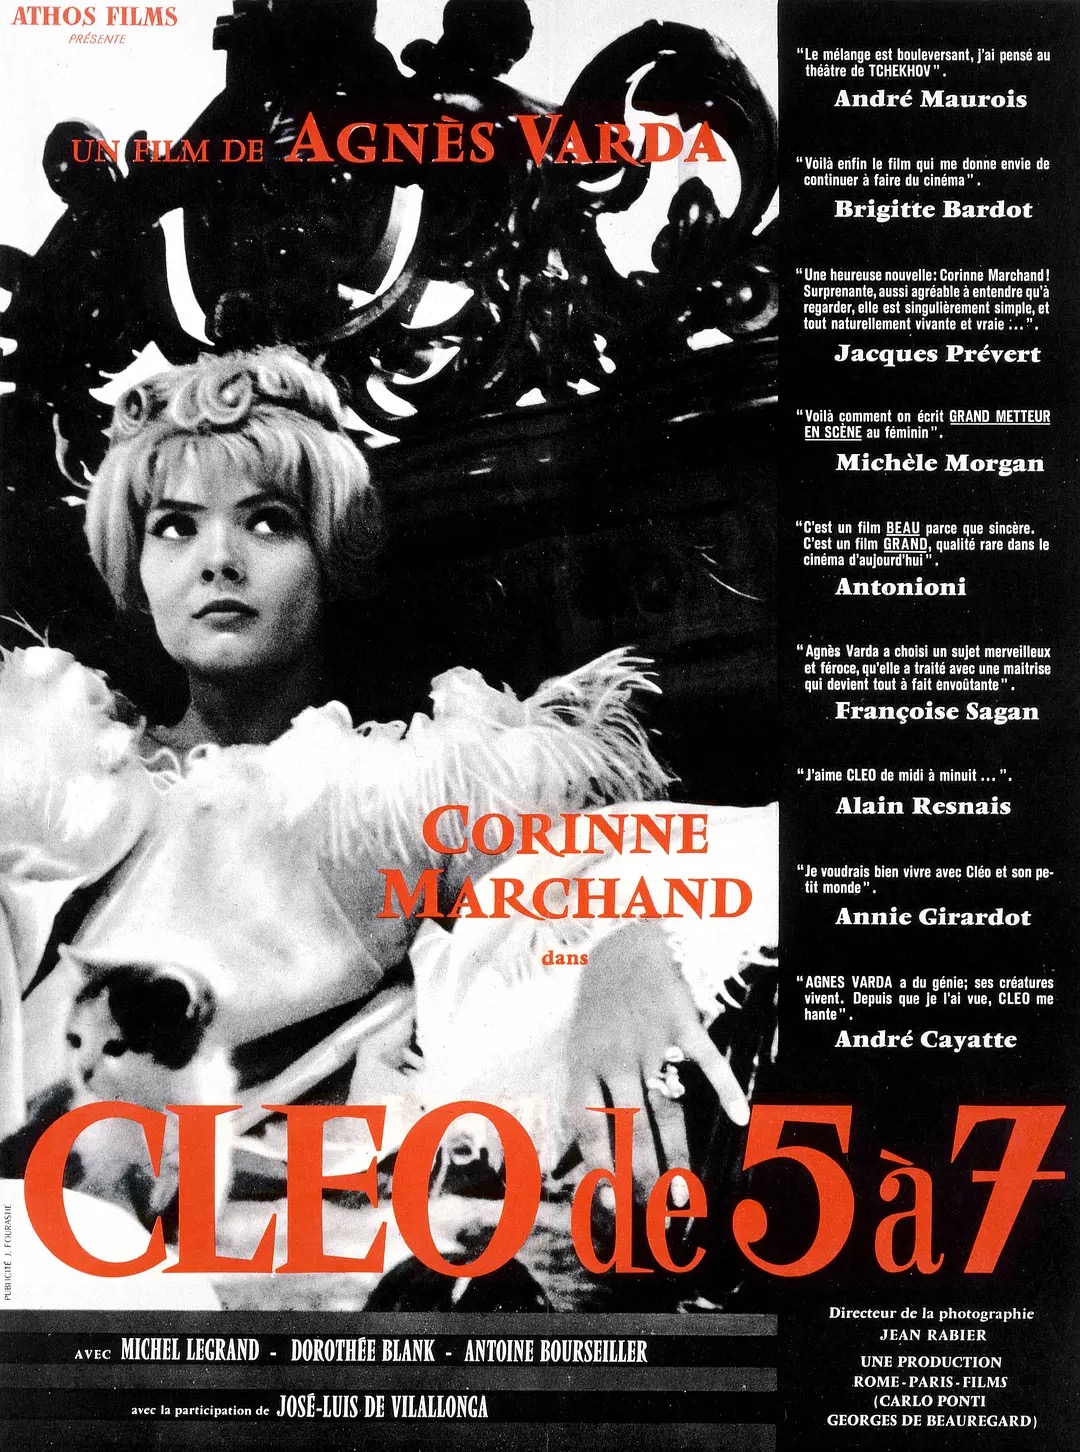 ATHOS FILMS
PRÉSENTE
UN FILM DE AGNÈS VARDA
“Le mélange est bouleversant, j'ai pensé au
théâtre de TCHEKHOV”.
André Maurois
“Voilà enfin le film qui me donne envie de
continuer à faire du cinéma”.
Brigitte Bardot
“Une heureuse nouvelle: Corinne Marchand!
Surprenante, aussi agréable à entendre qu'à
regarder, elle est singulièrement simple, et
tout naturellement vivante et vraie ...”.
Jacques Prévert
“Voilà comment on écrit GRAND METTEUR
EN SCÈNE au féminin”.
Michèle Morgan
“C'est un film BEAU parce que sincère.
C'est un film GRAND, qualité rare dans le
cinéma d'aujourd'hui”.
Antonioni
“Agnès Varda a choisi un sujet merveilleux
et féroce, qu'elle a traité avec une maitrise
qui devient tout à fait envoûtante”.
Françoise Sagan
“J'aime CLEO de midi à minuit ...”.
Alain Resnais
“Je voudrais bien vivre avec Cléo et son pe-
tit monde”.
Annie Girardot
“AGNES VARDA a du génie; ses créatures
vivent. Depuis que je l'ai vue, CLEO me
hante”.
André Cayatte
CORINNE
MARCHAND
dans
CLEO de 5 à 7
PUBLICITÉ J. FOURASTIE
AVEC MICHEL LEGRAND - DOROTHÉE BLANK - ANTOINE BOURSEILLER
avec la participation de JOSÉ-LUIS DE VILALLONGA
Directeur de la photographie
JEAN RABIER
UNE PRODUCTION
ROME-PARIS-FILMS
(CARLO PONTI
GEORGES DE BEAUREGARD)